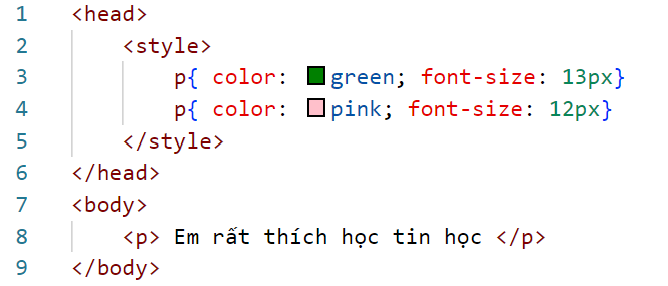 1 <head>
2 <style>
3 p{ color: green; font-size: 13px}
4 p{ color: pink; font-size: 12px}
5 </style>
6 </head>
7 <body>
8 <p> Em rất thích học tin học </p>
9 </body>